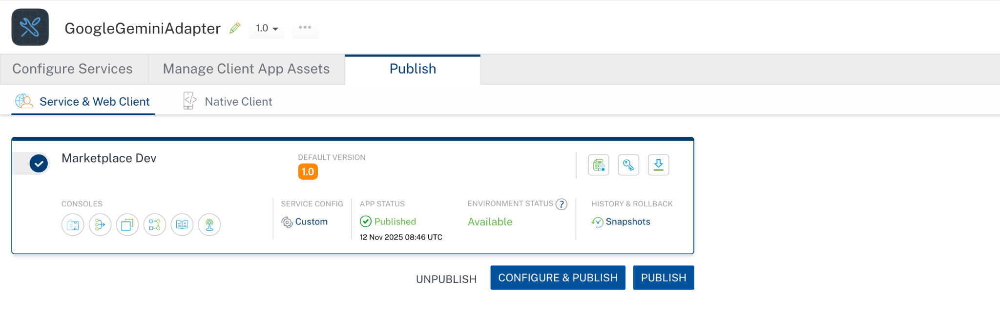 GoogleGeminiAdapter
1.0
Configure Services
Manage Client App Assets
Publish
Service & Web Client
Native Client
Marketplace Dev
DEFAULT VERSION
1.0
CONSOLES
SERVICE CONFIG
Custom
APP STATUS
Published
12 Nov 2025 08:46 UTC
ENVIRONMENT STATUS ?
Available
HISTORY & ROLLBACK
Snapshots
UNPUBLISH
CONFIGURE & PUBLISH
PUBLISH